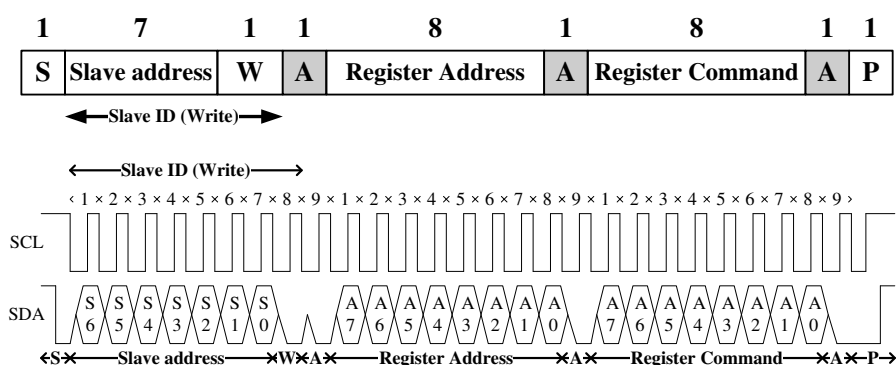 1 7 1 1 8 1 8 1 1
S Slave address W A Register Address A Register Command A P
Slave ID (Write)
Slave ID (Write)
1 × 2 × 3 × 4 × 5 × 6 × 7 × 8 × 9 × 1 × 2 × 3 × 4 × 5 × 6 × 7 × 8 × 9 × 1 × 2 × 3 × 4 × 5 × 6 × 7 × 8 × 9
SCL
SDA
S6 S5 S4 S3 S2 S1 S0 A7 A6 A5 A4 A3 A2 A1 A0 A7 A6 A5 A4 A3 A2 A1 A0
S Slave address W A Register Address A Register Command A P